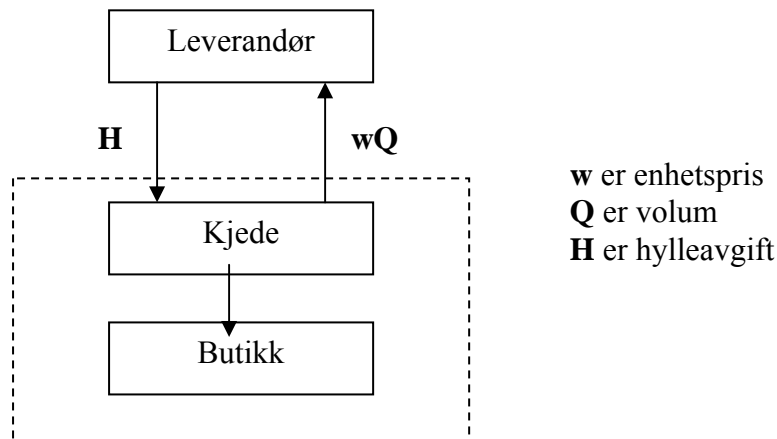 Leverandør
H
wQ
w er enhetspris
Q er volum
H er hylleavgift
Kjede
Butikk